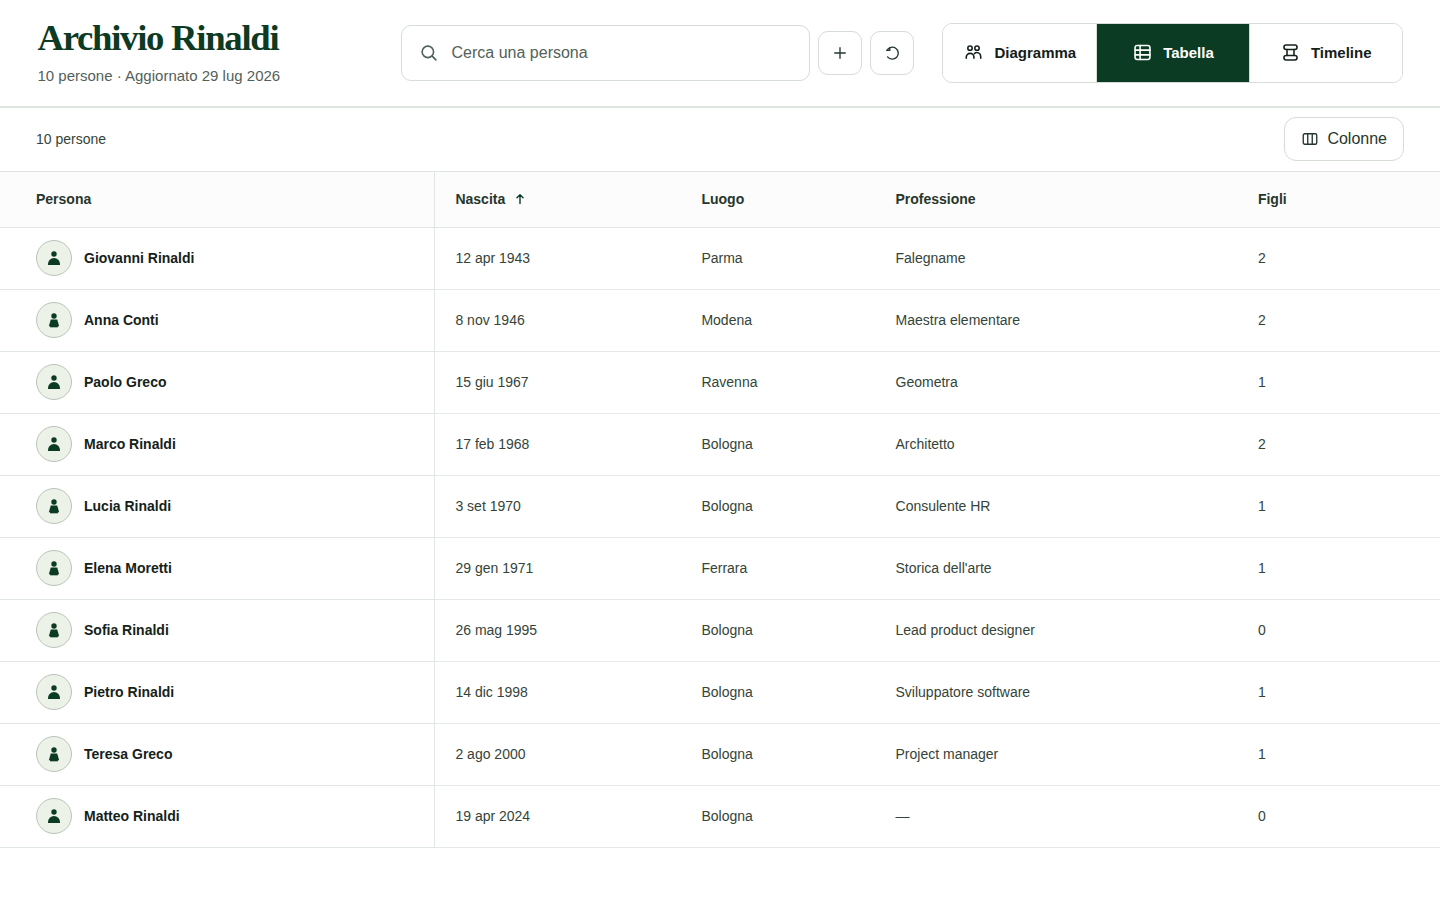 Archivio Rinaldi
10 persone · Aggiornato 29 lug 2026
Cerca una persona
Diagramma
Tabella
Timeline
10 persone
Colonne
Persona Nascita Luogo Professione Figli
Giovanni Rinaldi 12 apr 1943 Parma Falegname 2
Anna Conti 8 nov 1946 Modena Maestra elementare 2
Paolo Greco 15 giu 1967 Ravenna Geometra 1
Marco Rinaldi 17 feb 1968 Bologna Architetto 2
Lucia Rinaldi 3 set 1970 Bologna Consulente HR 1
Elena Moretti 29 gen 1971 Ferrara Storica dell'arte 1
Sofia Rinaldi 26 mag 1995 Bologna Lead product designer 0
Pietro Rinaldi 14 dic 1998 Bologna Sviluppatore software 1
Teresa Greco 2 ago 2000 Bologna Project manager 1
Matteo Rinaldi 19 apr 2024 Bologna — 0